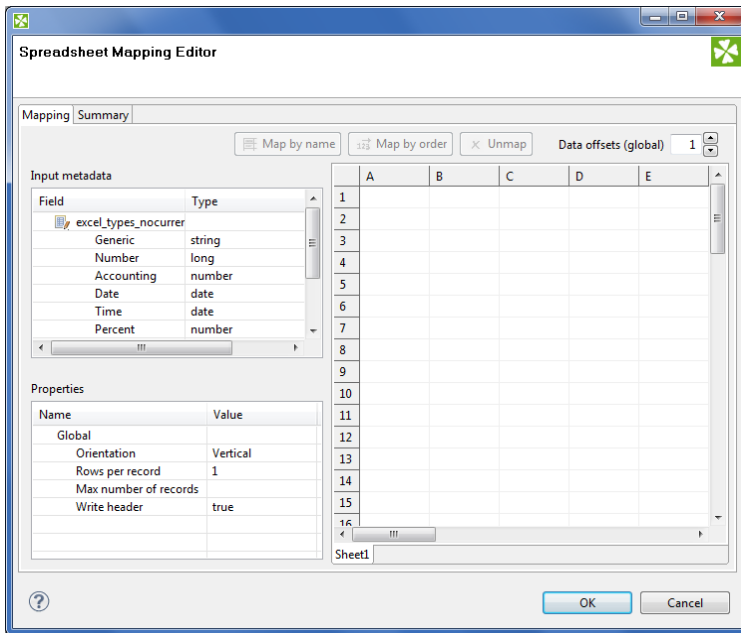 Spreadsheet Mapping Editor
Mapping Summary
Map by name Map by order Unmap Data offsets (global) 1
Input metadata
Field Type
excel_types_nocurrer
Generic string
Number long
Accounting number
Date date
Time date
Percent number
Properties
Name Value
Global
Orientation Vertical
Rows per record 1
Max number of records
Write header true
A B C D E
1
2
3
4
5
6
7
8
9
10
11
12
13
14
15
16
Sheet1
OK Cancel